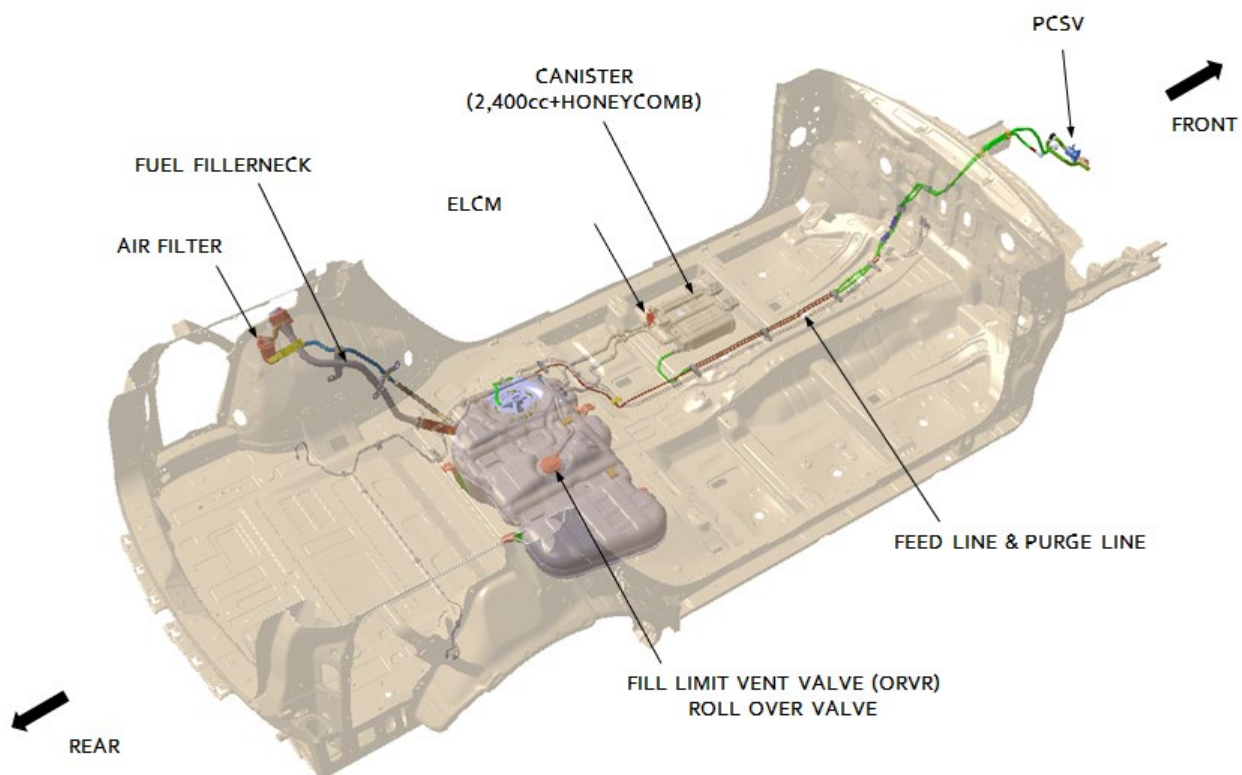 PCSV
CANISTER
(2,400cc+HONEYCOMB)
FRONT
FUEL FILLERNECK
ELCM
AIR FILTER
FEED LINE & PURGE LINE
FILL LIMIT VENT VALVE (ORVR)
ROLL OVER VALVE
REAR